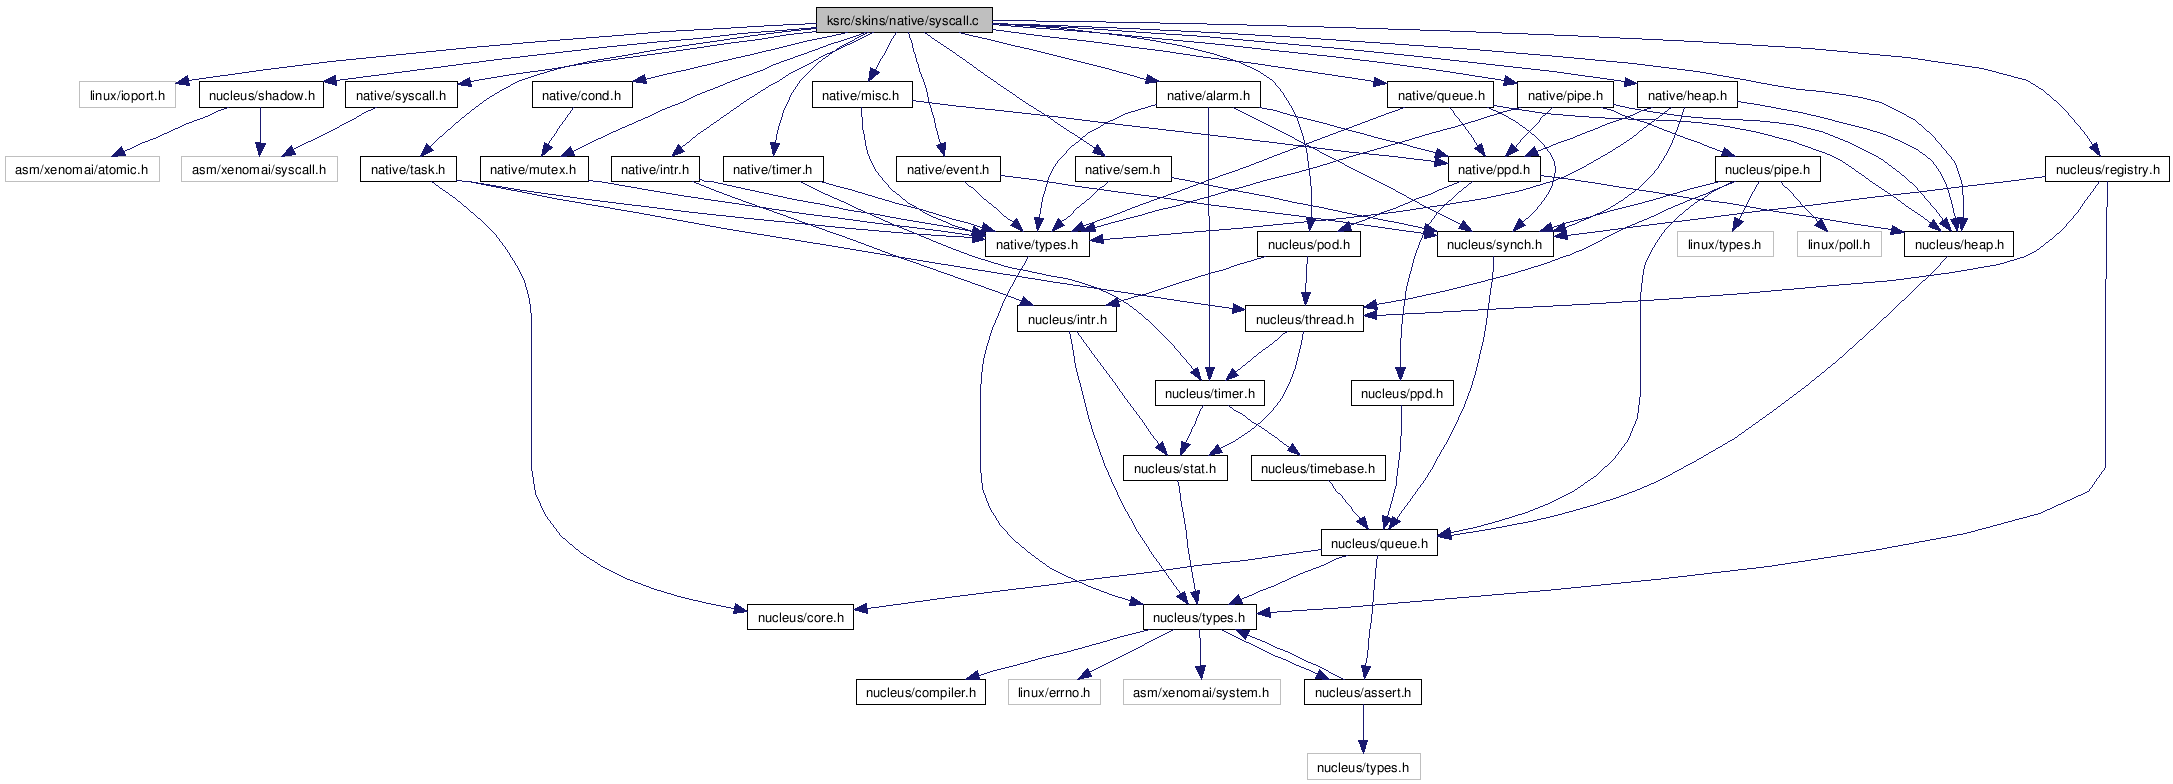 ksrc/skins/native/syscall.c
linux/ioport.h
nucleus/shadow.h
native/syscall.h
native/cond.h
native/misc.h
native/alarm.h
native/queue.h
native/pipe.h
native/heap.h
asm/xenomai/atomic.h
asm/xenomai/syscall.h
native/task.h
native/mutex.h
native/intr.h
native/timer.h
native/event.h
native/sem.h
native/ppd.h
nucleus/pipe.h
nucleus/registry.h
native/types.h
nucleus/pod.h
nucleus/synch.h
linux/types.h
linux/poll.h
nucleus/heap.h
nucleus/intr.h
nucleus/thread.h
nucleus/timer.h
nucleus/ppd.h
nucleus/stat.h
nucleus/timebase.h
nucleus/queue.h
nucleus/core.h
nucleus/types.h
nucleus/compiler.h
linux/errno.h
asm/xenomai/system.h
nucleus/assert.h
nucleus/types.h